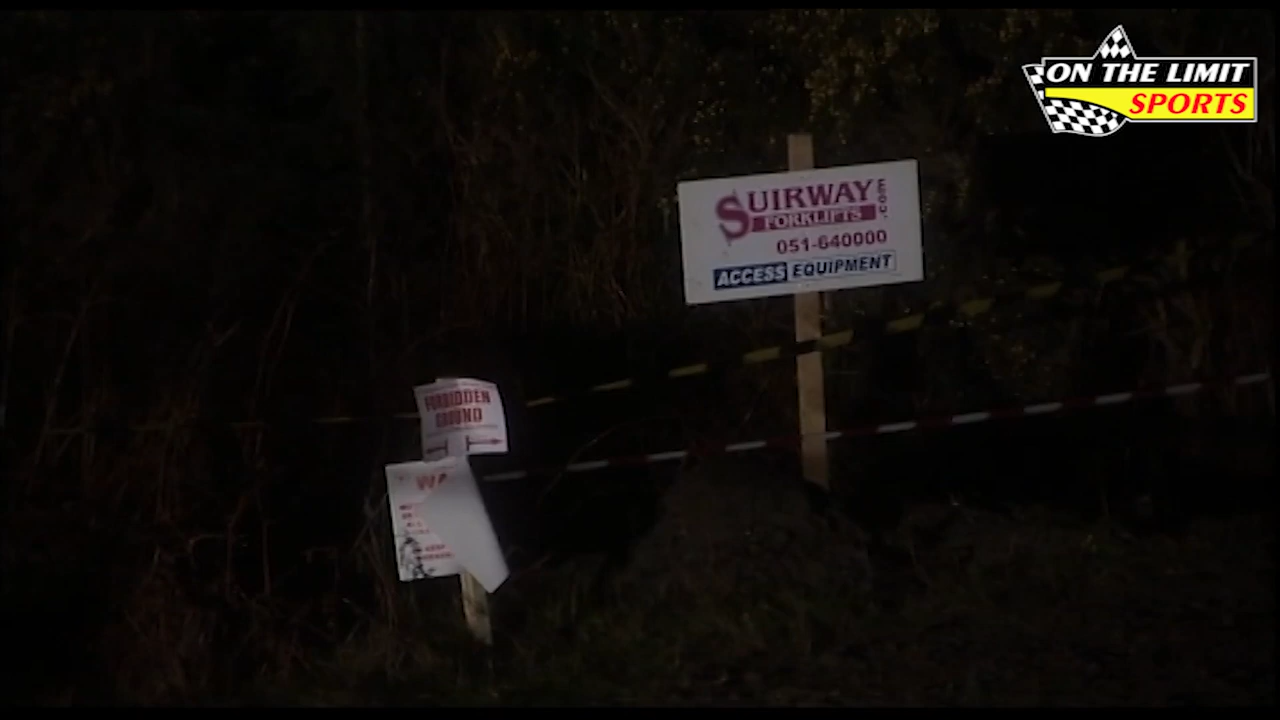 ON THE LIMIT
SPORTS
SUIRWAY.com
FORKLIFTS
051-640000
ACCESS EQUIPMENT
FORBIDDEN
GROUND